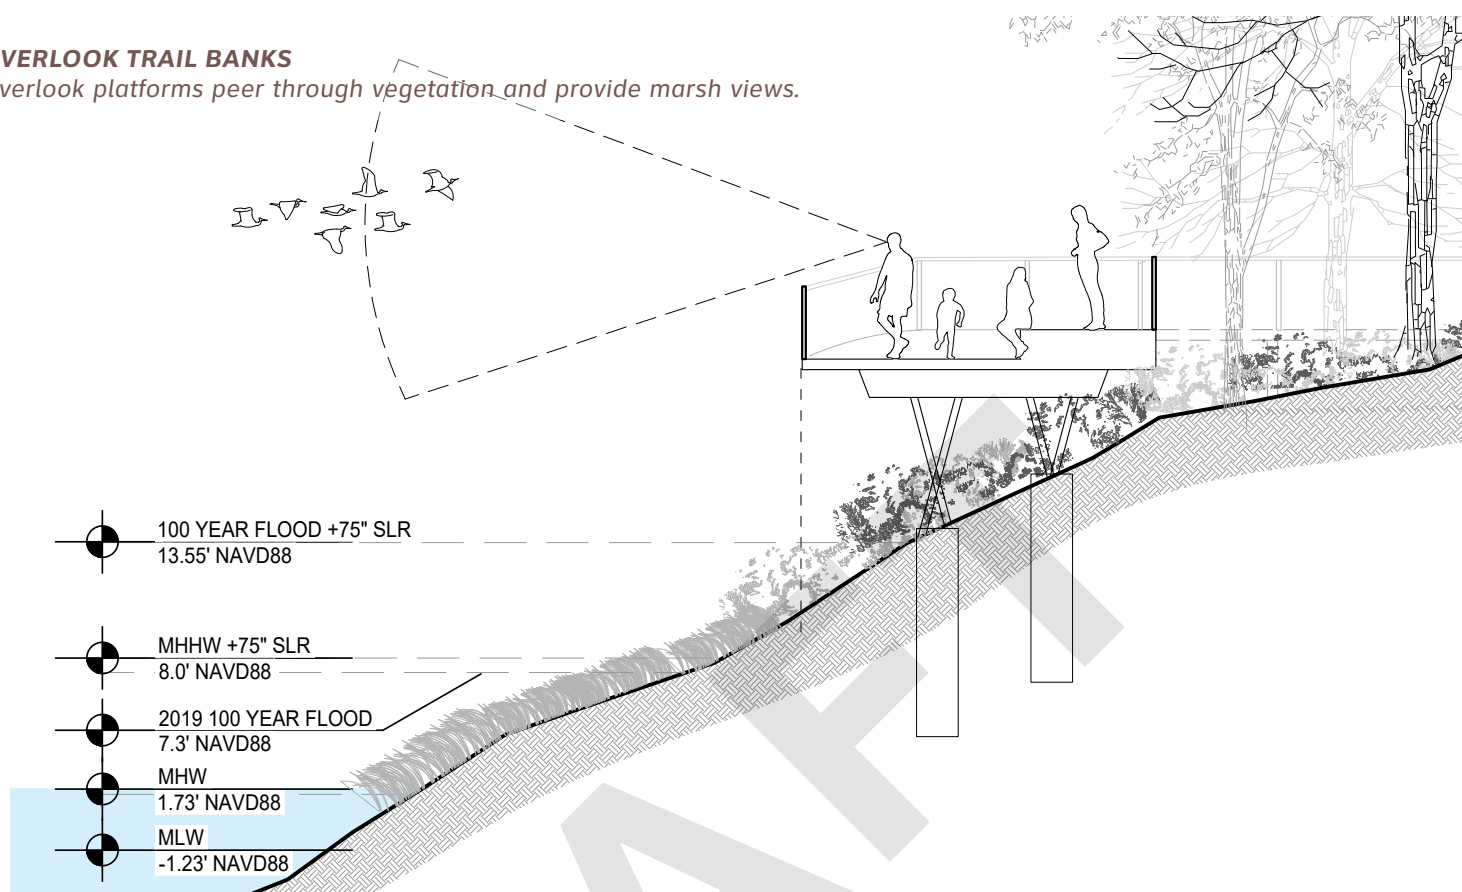 VERLOOK TRAIL BANKS
verlook platforms peer through vegetation and provide marsh views.
100 YEAR FLOOD +75" SLR
13.55' NAVD88
MHHW +75" SLR
8.0' NAVD88
2019 100 YEAR FLOOD
7.3' NAVD88
MHW
1.73' NAVD88
MLW
-1.23' NAVD88
AFT